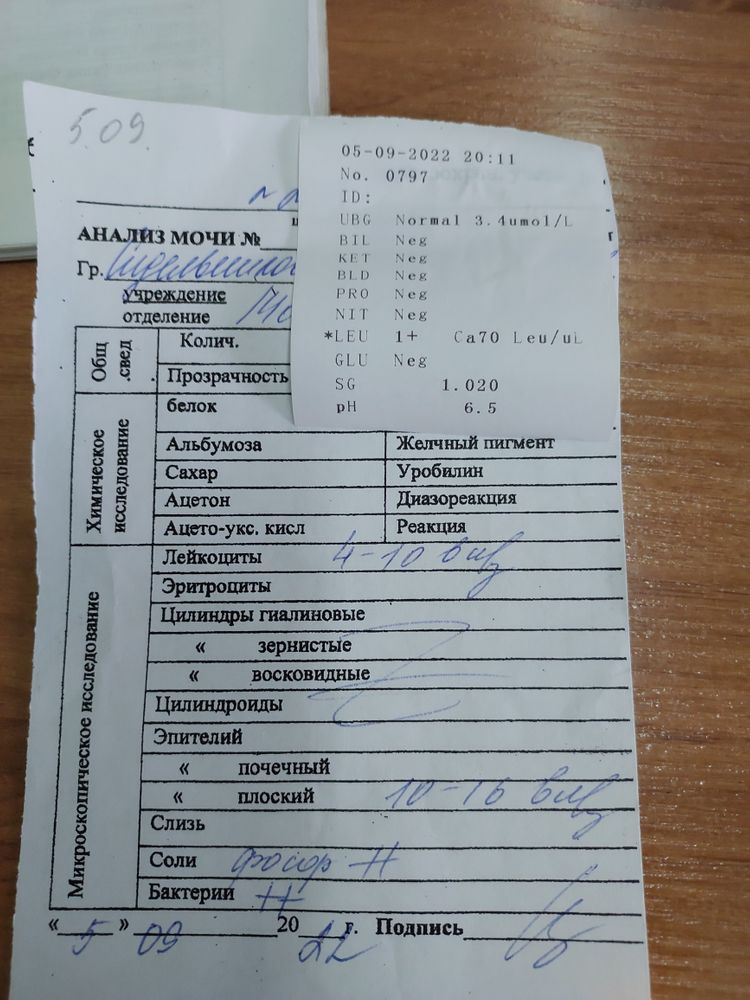 5.09.
05-09-2022 20:11
No. 0797
ID:
UBG Normal 3.4umol/L
BIL Neg
KET Neg
BLD Neg
PRO Neg
NIT Neg
*LEU 1+ Ca70 Leu/uL
GLU Neg
SG 1.020
pH 6.5
АНАЛИЗ МОЧИ №
Гр.
учреждение
отделение
Общ .свед
Колич.
Прозрачность
Химическое исследование
белок
Альбумоза Желчный пигмент
Сахар Уробилин
Ацетон Диазореакция
Ацето-укс. кисл Реакция
Микроскопическое исследование
Лейкоциты 4-10 в п/з
Эритроциты
Цилиндры гиалиновые
« зернистые
« восковидные
Цилиндроиды
Эпителий
« почечный
« плоский 10-16 в п/з
Слизь
Соли фосф ++
Бактерии ++
« 5 » 09 2022 г. Подпись